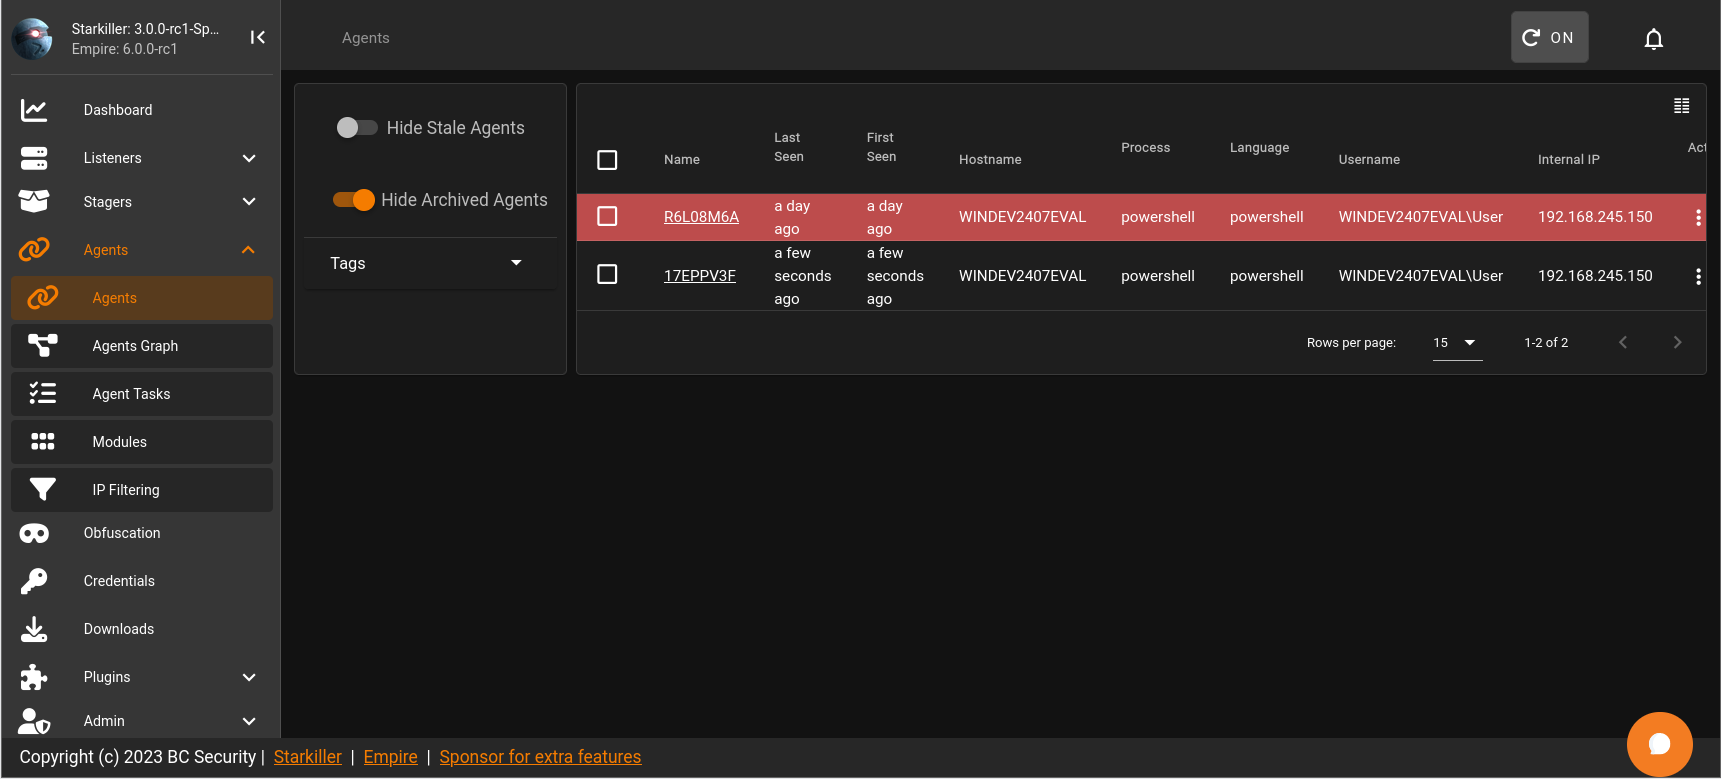 Starkiller: 3.0.0-rc1-Sp...
Empire: 6.0.0-rc1
Dashboard
Listeners
Stagers
Agents
Agents
Agents Graph
Agent Tasks
Modules
IP Filtering
Obfuscation
Credentials
Downloads
Plugins
Admin
Agents
ON
Hide Stale Agents
Hide Archived Agents
Tags
Name Last Seen First Seen Hostname Process Language Username Internal IP Act
R6L08M6A a day ago a day ago WINDEV2407EVAL powershell powershell WINDEV2407EVAL\User 192.168.245.150
17EPPV3F a few seconds ago a few seconds ago WINDEV2407EVAL powershell powershell WINDEV2407EVAL\User 192.168.245.150
Rows per page: 15 1-2 of 2
Copyright (c) 2023 BC Security | Starkiller | Empire | Sponsor for extra features